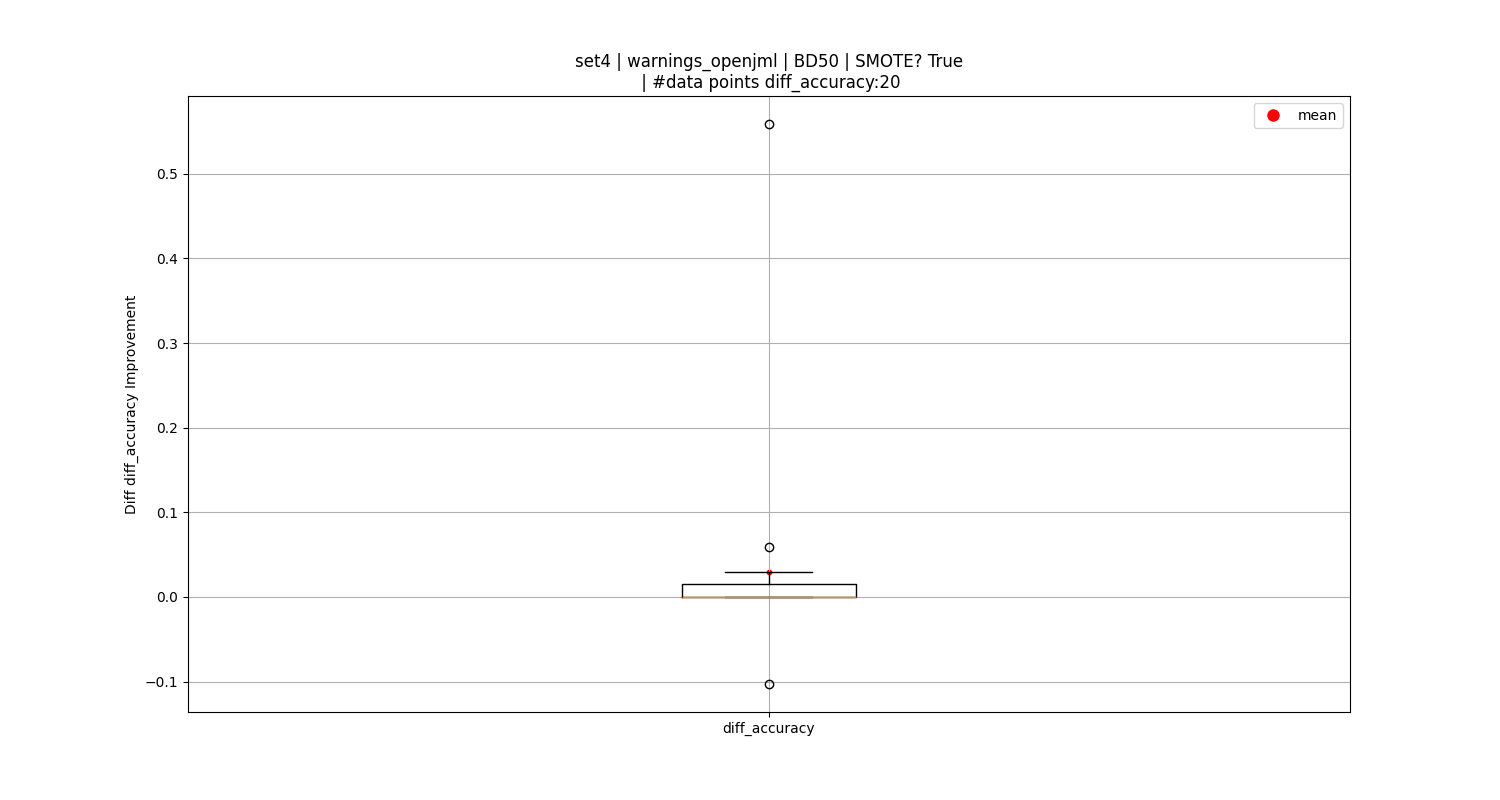 set4 | warnings_openjml | BD50 | SMOTE? True
| #data points diff_accuracy:20
mean
0.5
0.4
0.3
0.2
0.1
0.0
−0.1
Diff diff_accuracy Improvement
diff_accuracy